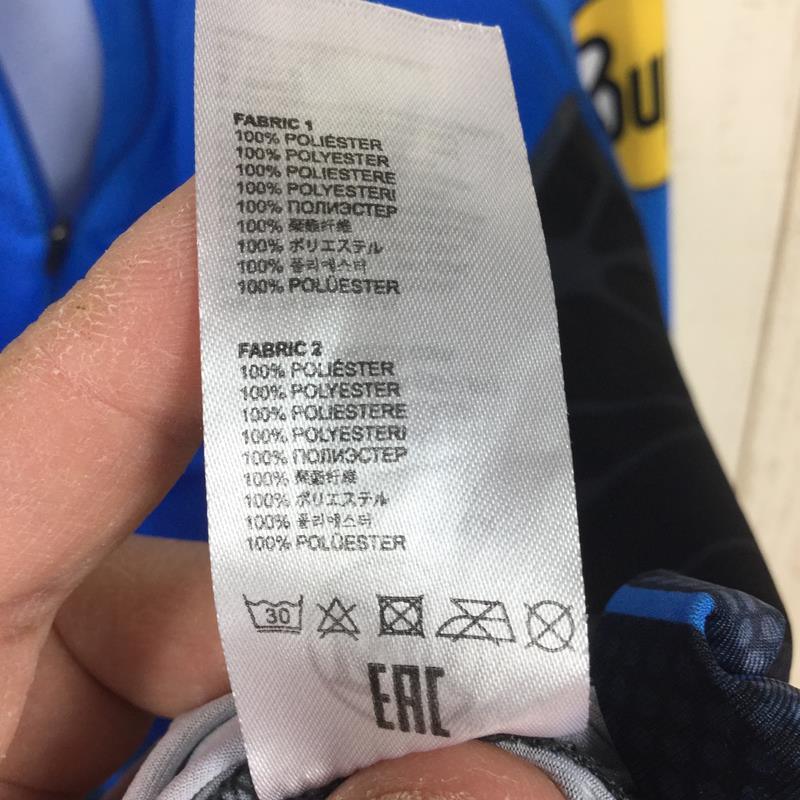 BU
FABRIC 1
100% POLIÉSTER
100% POLYESTER
100% POLIESTERE
100% POLYESTERI
100% ПОЛИЭСТЕР
100% 聚酯纤维
100% ポリエステル
100% 폴리에스터
100% POLÜESTER
FABRIC 2
100% POLIÉSTER
100% POLYESTER
100% POLIESTERE
100% POLYESTERI
100% ПОЛИЭСТЕР
100% 聚酯纤维
100% ポリエステル
100% 폴리에스터
100% POLÜESTER
30
EAC